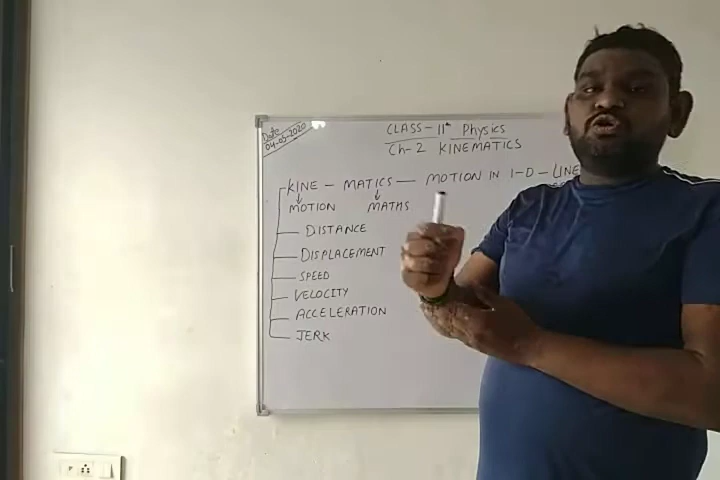 Date
04-05-2020
CLASS-11th Physics
Ch-2 KINEMATICS
KINE - MATICS - MOTION IN 1-D-LINE
MOTION MATHS
DISTANCE
DISPLACEMENT
SPEED
VELOCITY
ACCELERATION
JERK